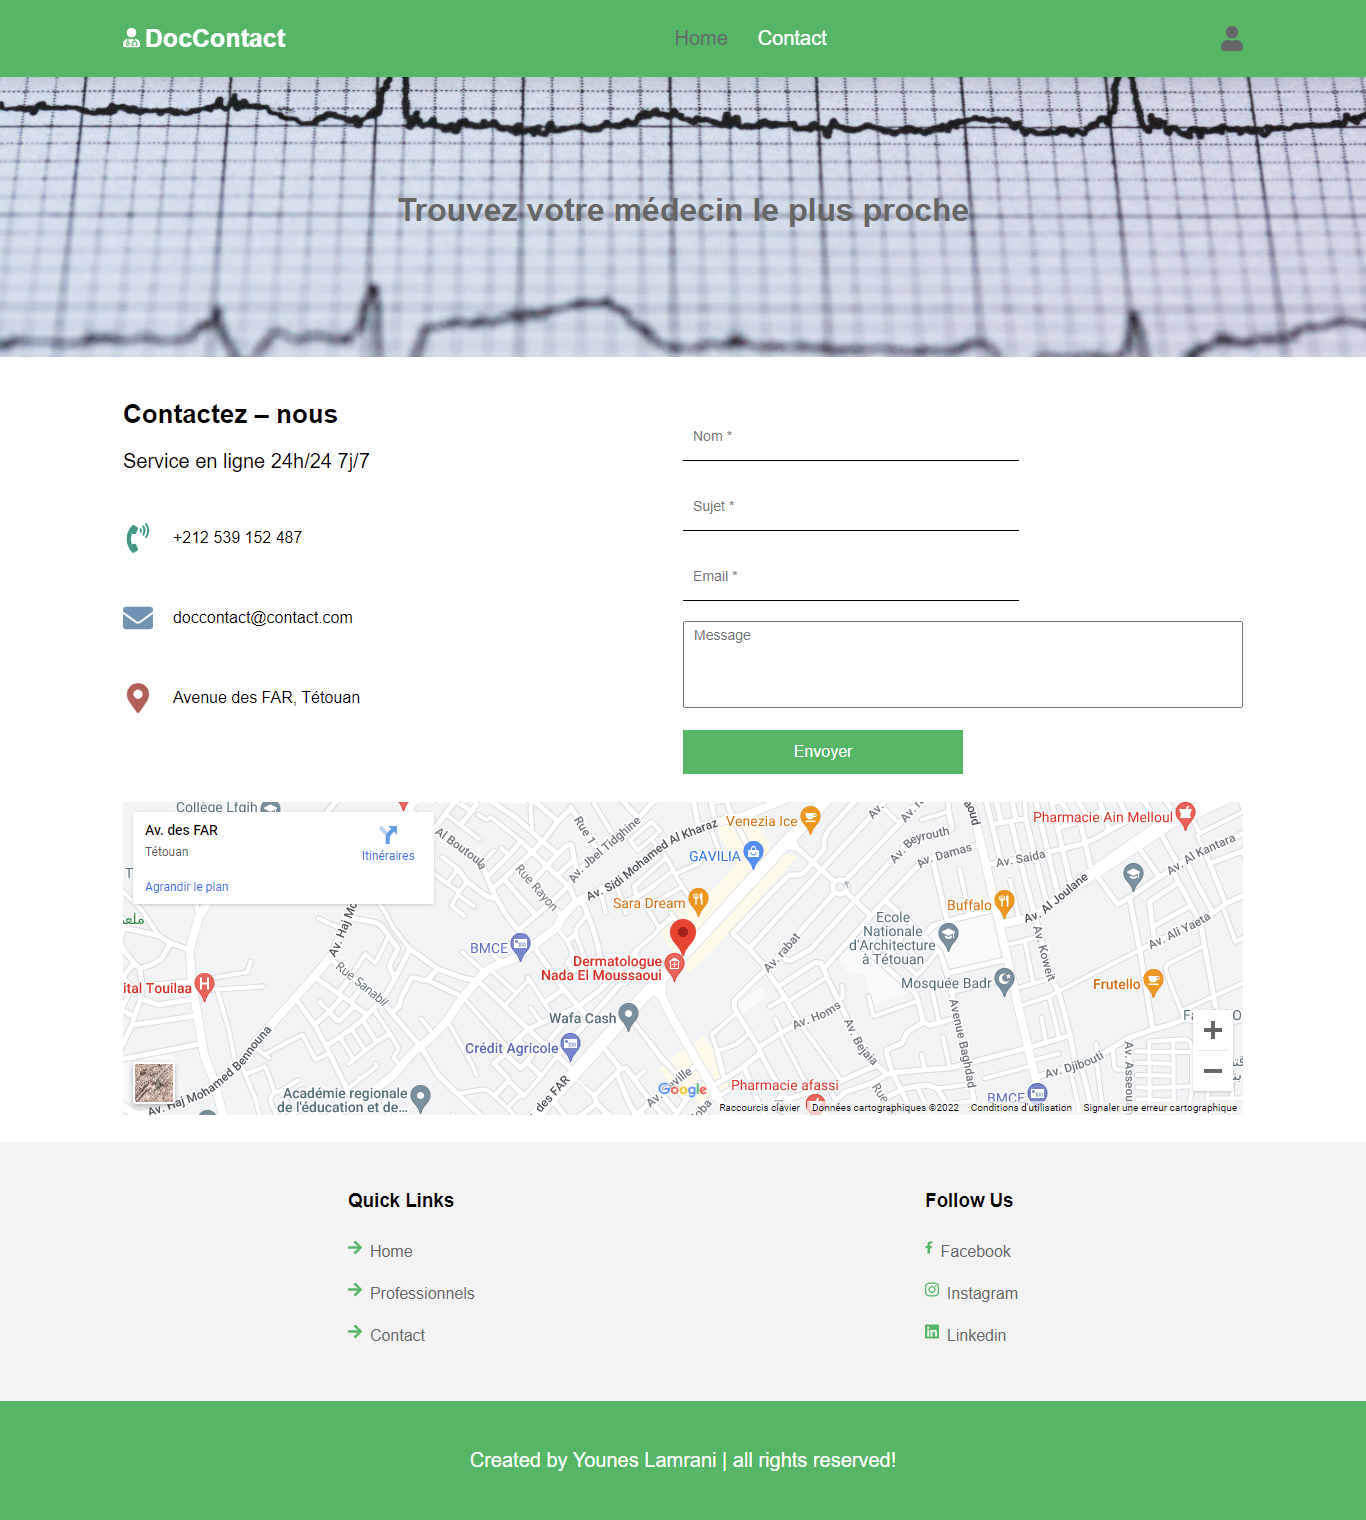 DocContact
Home
Contact
Trouvez votre médecin le plus proche
Contactez – nous
Service en ligne 24h/24 7j/7
+212 539 152 487
doccontact@contact.com
Avenue des FAR, Tétouan
Nom *
Sujet *
Email *
Message
Envoyer
Collège Lfqih
Av. des FAR
Tétouan
Itinéraires
Agrandir le plan
Al Boutoula
Rue 1
Av. Jbel Tidghine
Av. Sidi Mohamed Al Kharaz
Rue Rayon
Venezia Ice
GAVILIA
Sara Dream
Av. Beyrouth
Av. Damas
Av. Saida
Pharmacie Ain Melloul
Av. Al Kantara
Av. Al Joulane
Buffalo
Av. Ali Yaeta
Av. Koweit
Ecole
Nationale
d'Architecture
à Tétouan
Av. rabat
BMCE
Dermatologue
Nada El Moussaoui
Av. Haj Mo
Rue Sanabil
ital Touilaa
Mosquée Badr
Frutello
Wafa Cash
Av. Homs
Crédit Agricole
Av. Bejaia
Avenue Baghdad
Av. Djibouti
Av. Assou
Av. Haj Mohamed Bennouna
Académie regionale
de l'éducation et de...
des FAR
Google
Pharmacie afassi
Rue
BMCE
Raccourcis clavier
Données cartographiques ©2022
Conditions d'utilisation
Signaler une erreur cartographique
Quick Links
Home
Professionnels
Contact
Follow Us
Facebook
Instagram
Linkedin
Created by Younes Lamrani | all rights reserved!